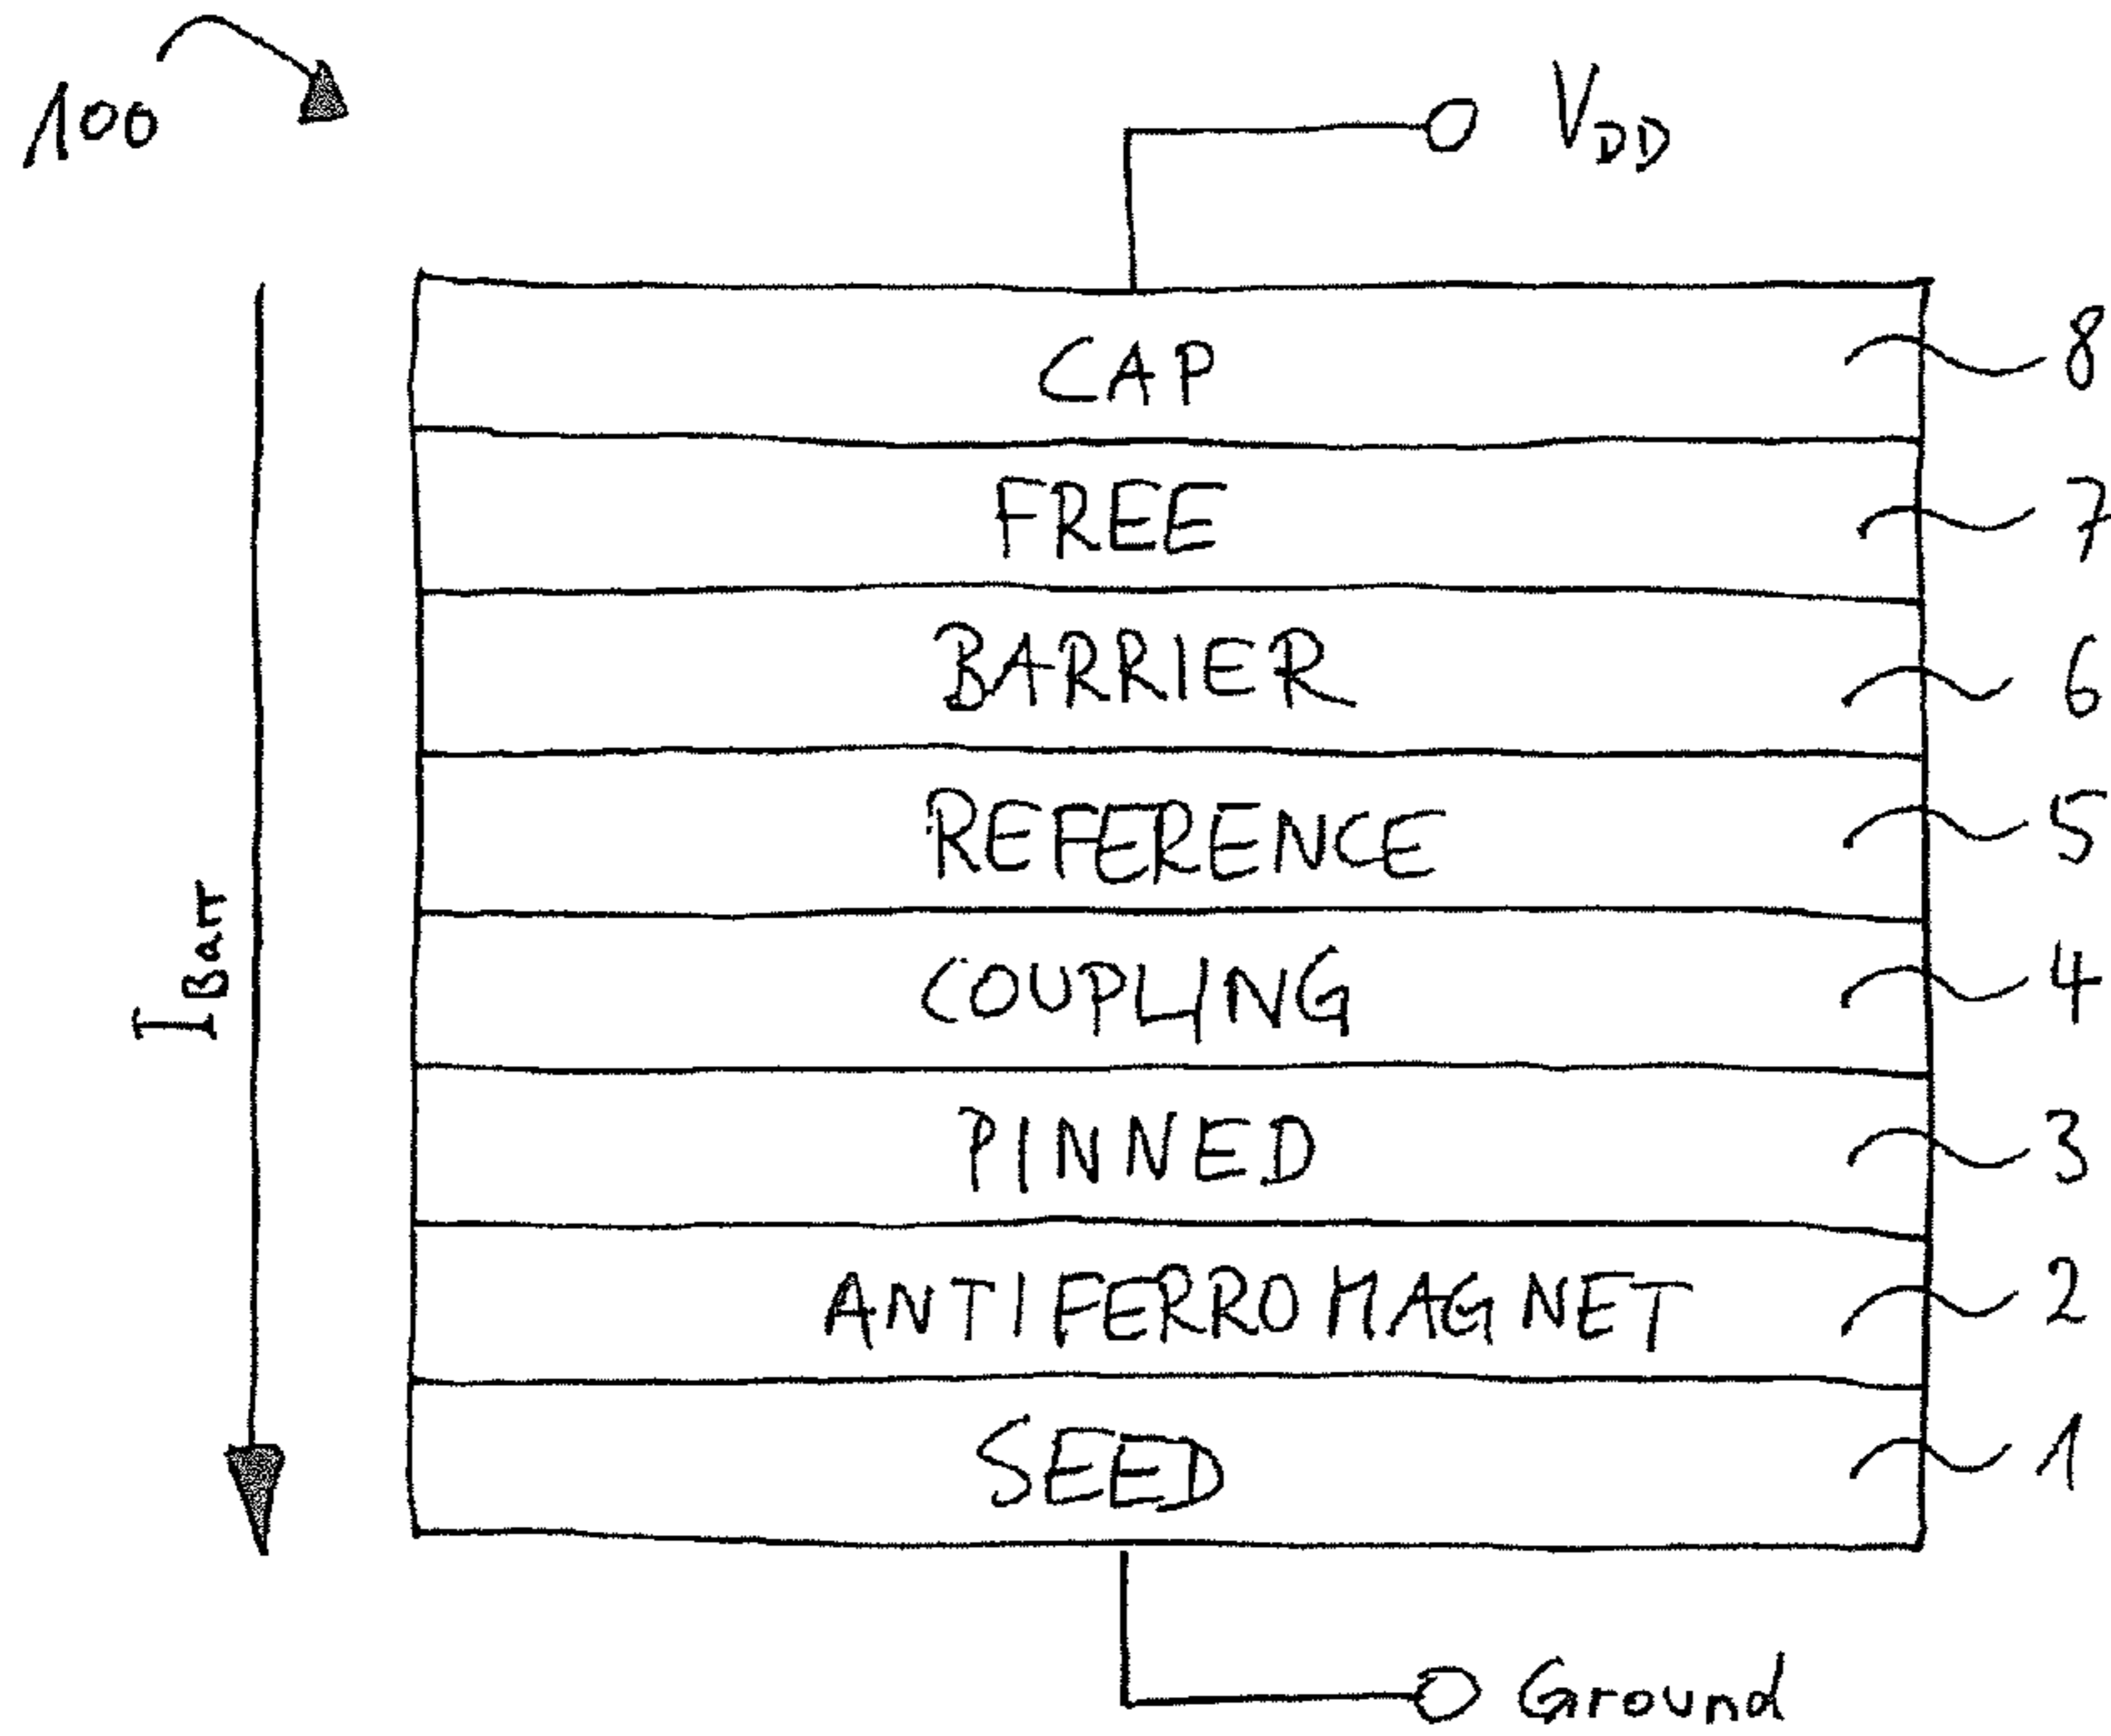 100
VDD
CAP 8
FREE 7
BARRIER 6
REFERENCE 5
COUPLING 4
PINNED 3
ANTIFERROMAGNET 2
SEED 1
IBarr
Ground